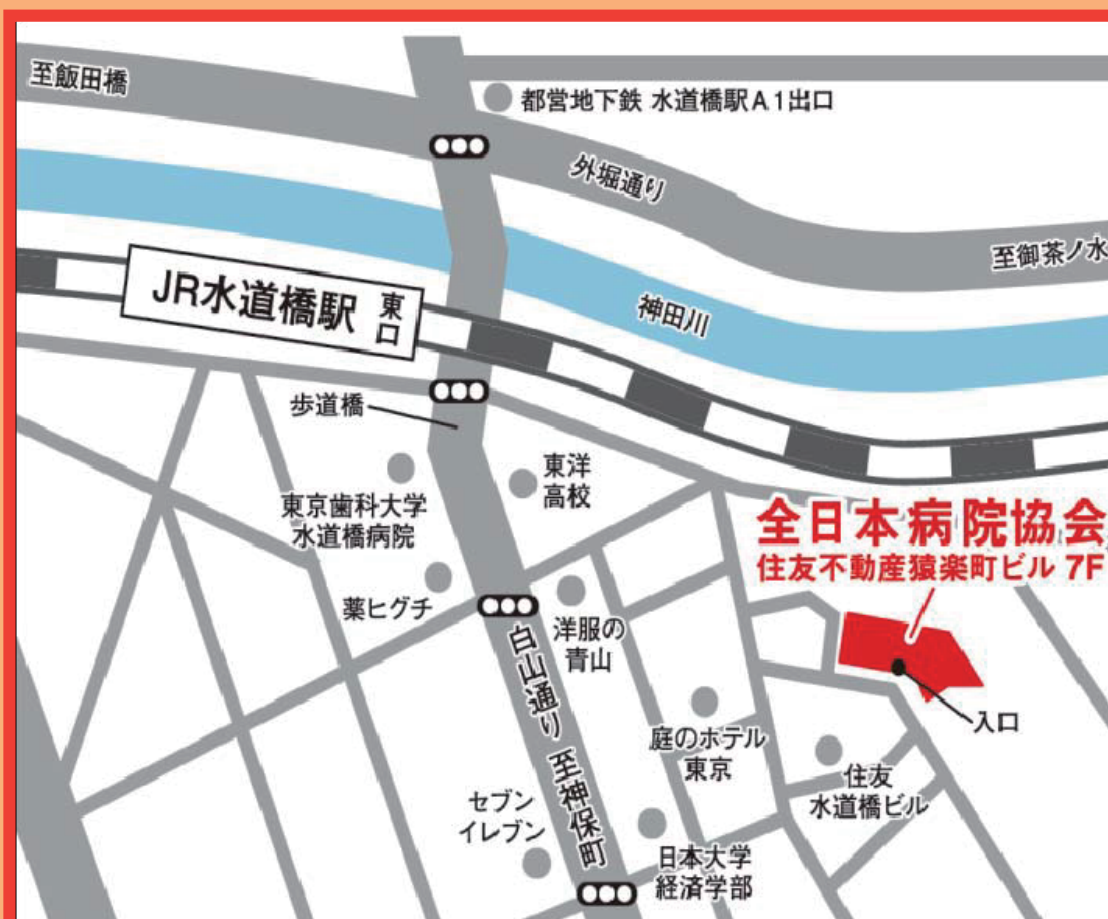 至飯田橋
都営地下鉄 水道橋駅A1出口
外堀通り
至御茶ノ水
JR水道橋駅
東口
神田川
歩道橋
東洋
高校
東京歯科大学
水道橋病院
全日本病院協会
住友不動産猿楽町ビル 7F
薬ヒグチ
洋服の
青山
白山通り 至神保町
入口
庭のホテル
東京
住友
水道橋ビル
セブン
イレブン
日本大学
経済学部